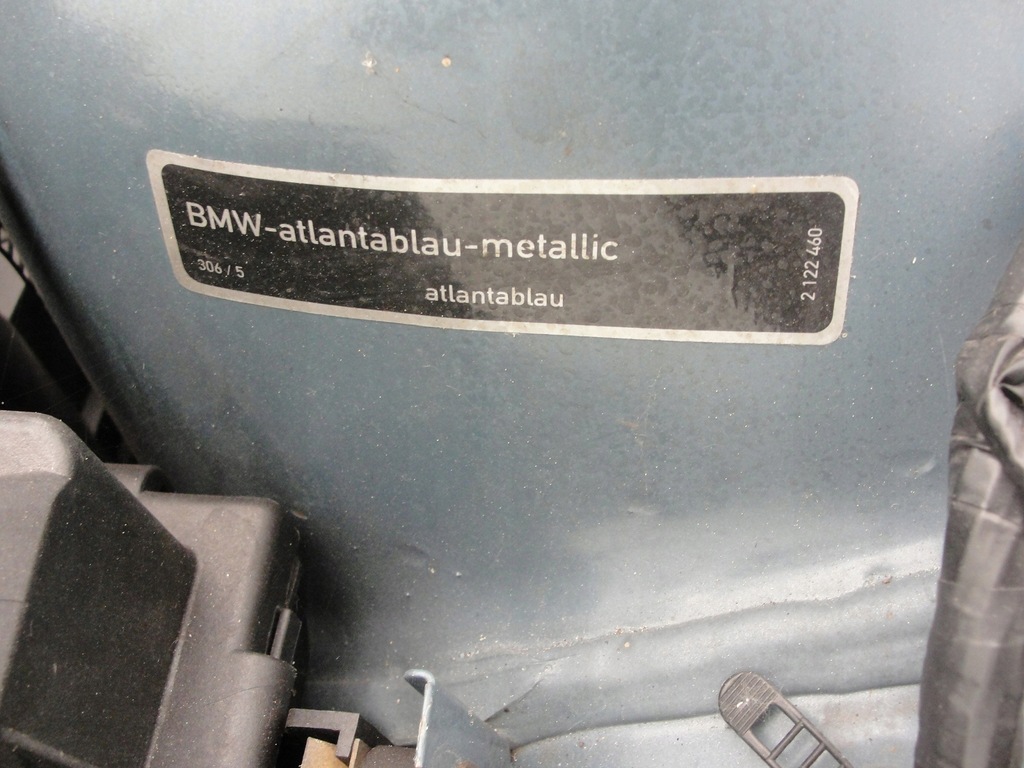 BMW-atlantablau-metallic
306 / 5
atlantablau
2 122 460